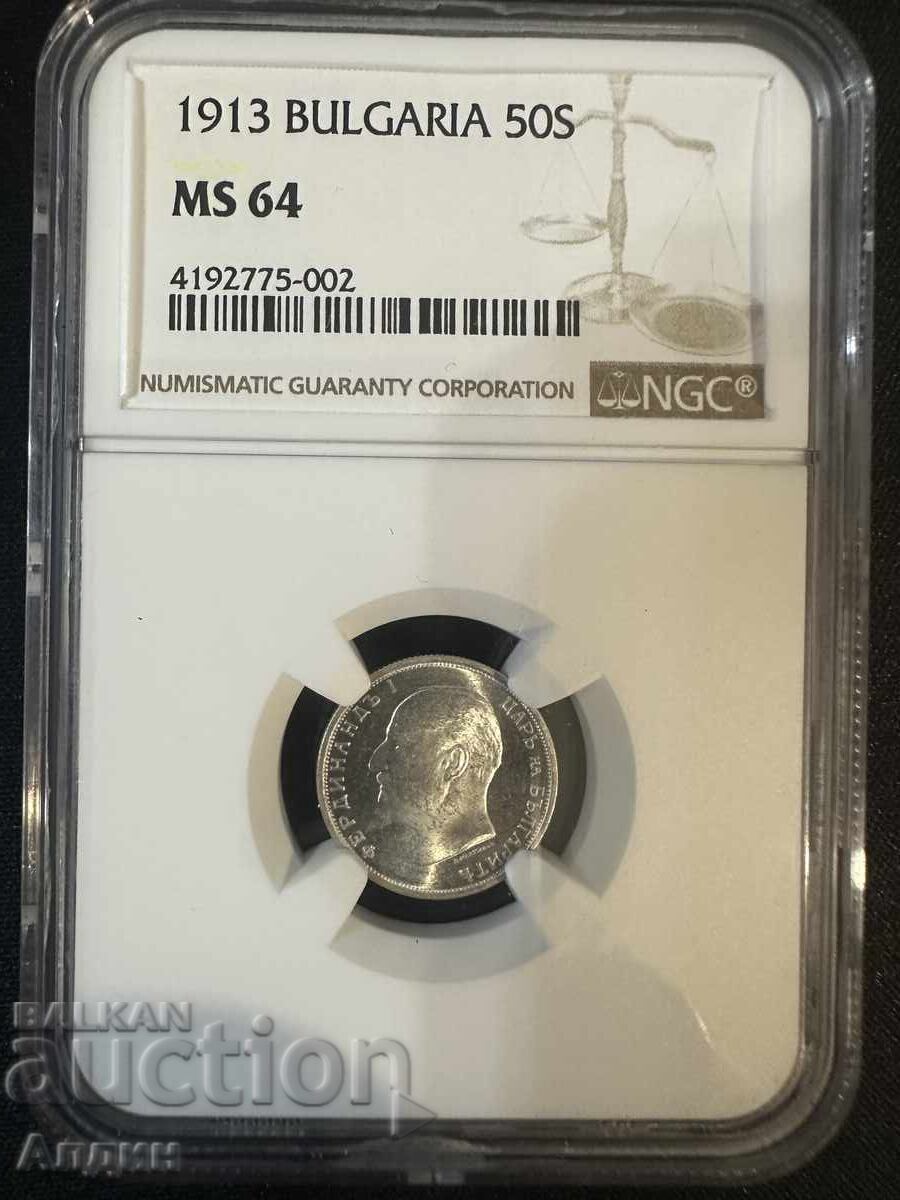 1913 BULGARIA 50S
MS 64
4192775-002
NUMISMATIC GUARANTY CORPORATION NGC®
ФЕРДИНАНДЪ I ЦАРЬ НА БЪЛГАРИТѢ
BALKAN
auction
Алдин